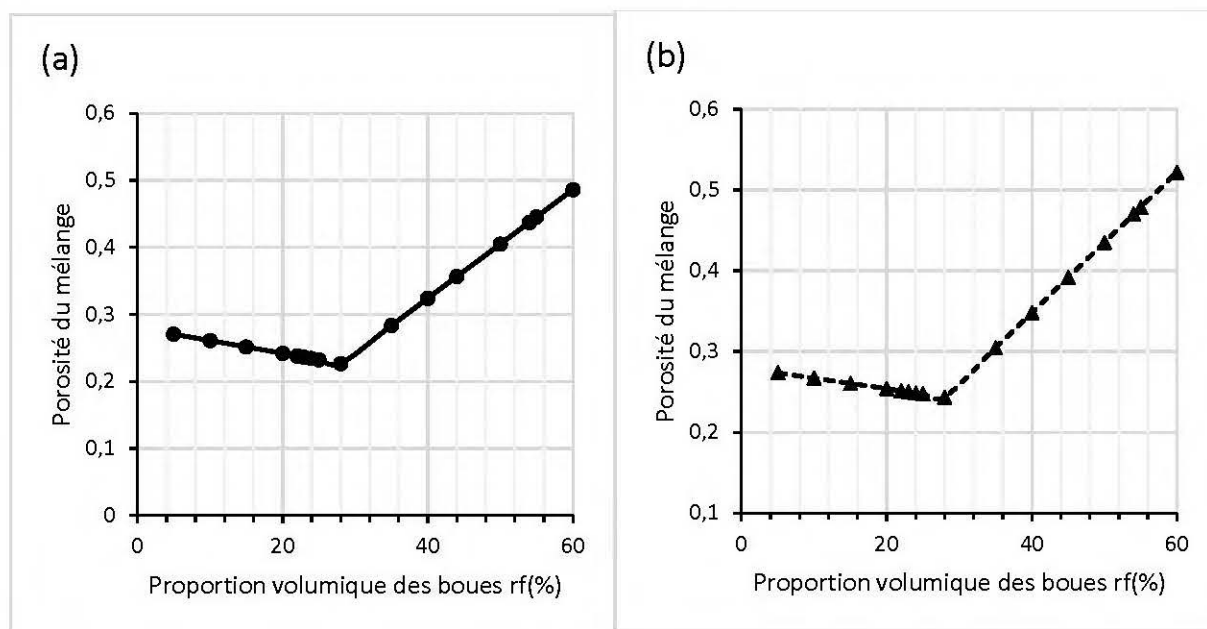 (a)
0,6
0,5
0,4
0,3
0,2
0,1
0
0 20 40 60
Porosité du mélange
Proportion volumique des boues rf(%)
(b)
0,6
0,5
0,4
0,3
0,2
0,1
0 20 40 60
Porosité du mélange
Proportion volumique des boues rf(%)